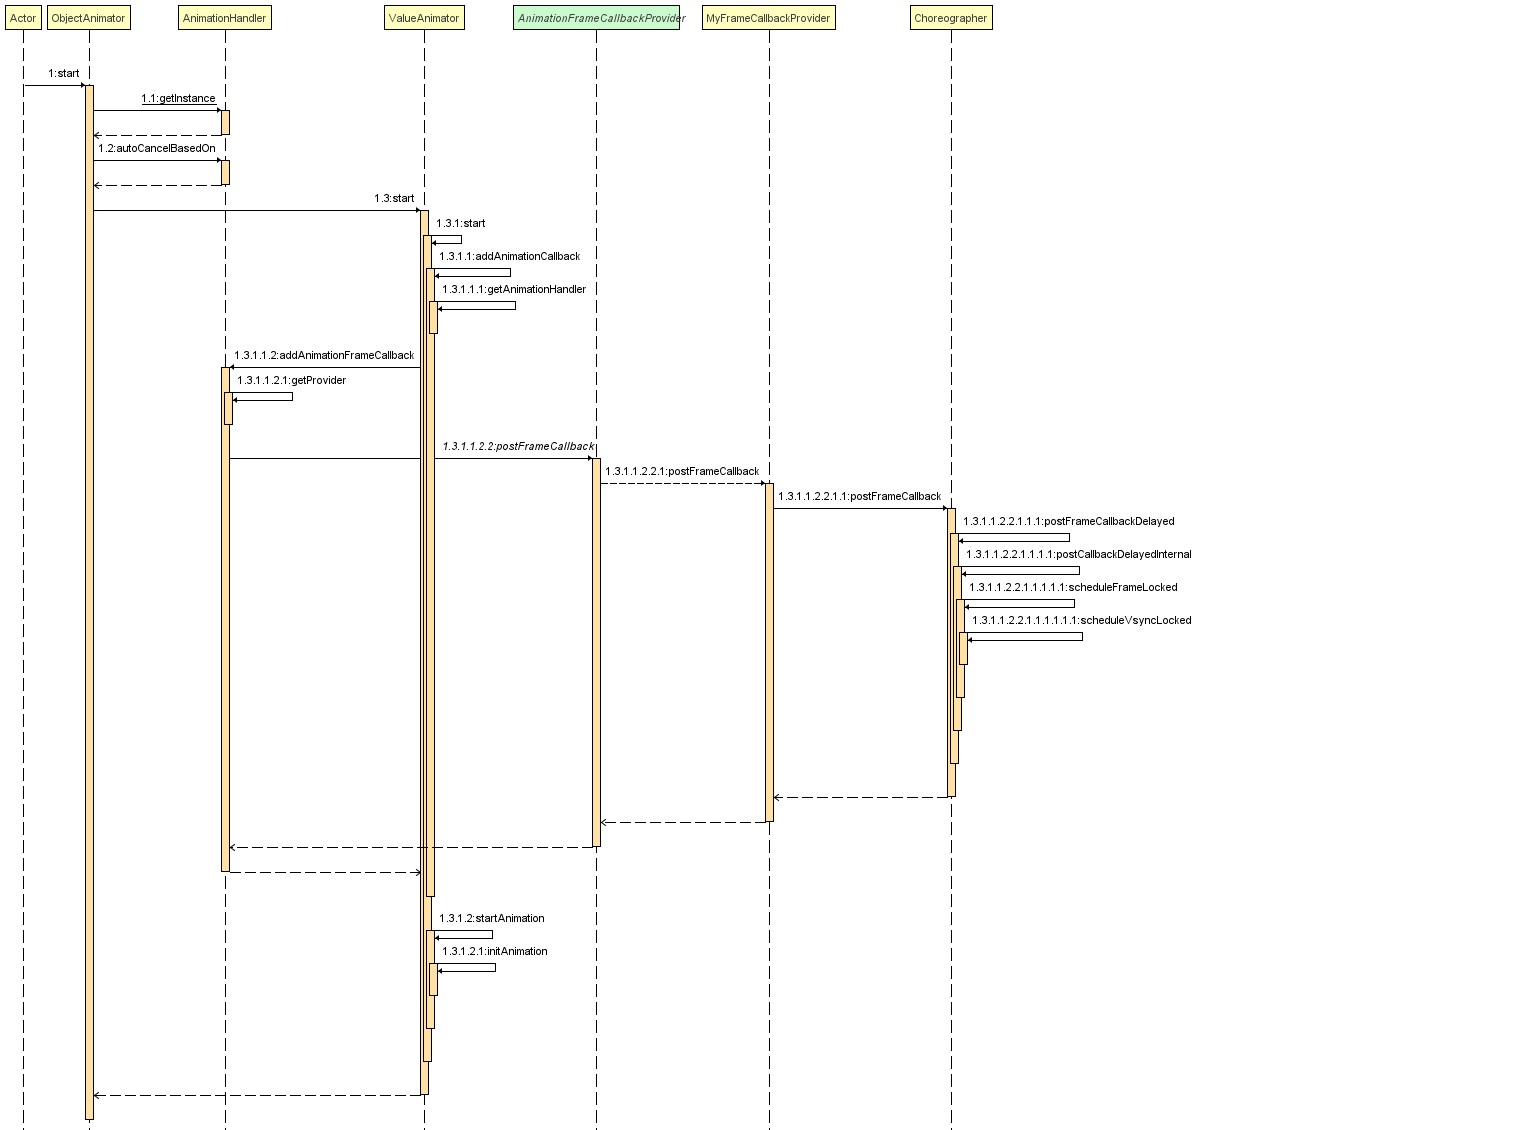 Actor
ObjectAnimator
AnimationHandler
ValueAnimator
AnimationFrameCallbackProvider
MyFrameCallbackProvider
Choreographer
1:start
1.1:getInstance
1.2:autoCancelBasedOn
1.3:start
1.3.1:start
1.3.1.1:addAnimationCallback
1.3.1.1.1:getAnimationHandler
1.3.1.1.2:addAnimationFrameCallback
1.3.1.1.2.1:getProvider
1.3.1.1.2.2:postFrameCallback
1.3.1.1.2.2.1:postFrameCallback
1.3.1.1.2.2.1.1:postFrameCallback
1.3.1.1.2.2.1.1.1:postFrameCallbackDelayed
1.3.1.1.2.2.1.1.1.1:postCallbackDelayedInternal
1.3.1.1.2.2.1.1.1.1.1:scheduleFrameLocked
1.3.1.1.2.2.1.1.1.1.1.1:scheduleVsyncLocked
1.3.1.2:startAnimation
1.3.1.2.1:initAnimation